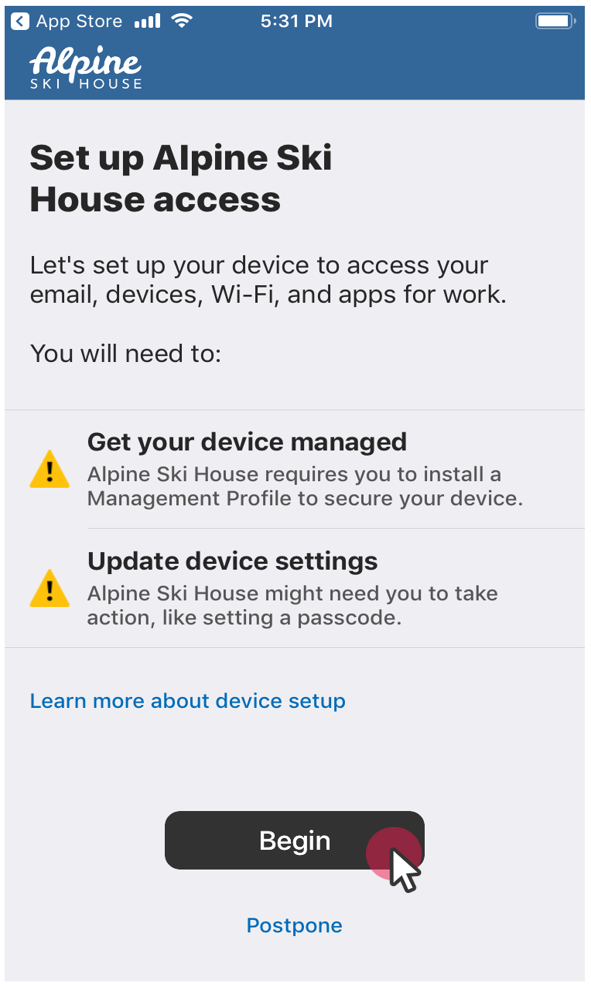 App Store 5:31 PM
Alpine
SKI HOUSE
Set up Alpine Ski
House access
Let's set up your device to access your
email, devices, Wi-Fi, and apps for work.
You will need to:
Get your device managed
Alpine Ski House requires you to install a
Management Profile to secure your device.
Update device settings
Alpine Ski House might need you to take
action, like setting a passcode.
Learn more about device setup
Begin
Postpone